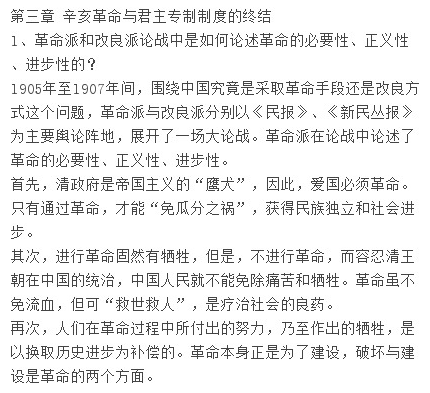 第三章 辛亥革命与君主专制制度的终结
1、革命派和改良派论战中是如何论述革命的必要性、正义性
、进步性的？
1905年至1907年间，围绕中国究竟是采取革命手段还是改良方
式这个问题，革命派与改良派分别以《民报》、《新民丛报》
为主要舆论阵地，展开了一场大论战。革命派在论战中论述了
革命的必要性、正义性、进步性。
首先，清政府是帝国主义的“鹰犬”，因此，爱国必须革命。
只有通过革命，才能“免瓜分之祸”，获得民族独立和社会进
步。
其次，进行革命固然有牺牲，但是，不进行革命，而容忍清王
朝在中国的统治，中国人民就不能免除痛苦和牺牲。革命虽不
免流血，但可“救世救人”，是疗治社会的良药。
再次，人们在革命过程中所付出的努力，乃至作出的牺牲，是
以换取历史进步为补偿的。革命本身正是为了建设，破坏与建
设是革命的两个方面。